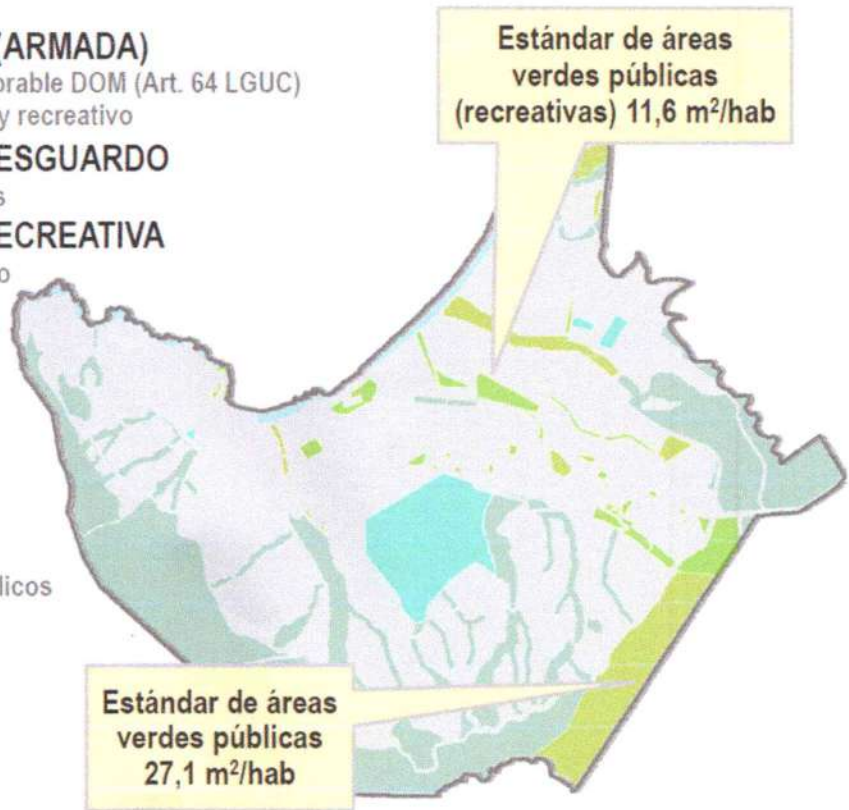 (ARMADA)
orable DOM (Art. 64 LGUC)
y recreativo
ESGUARDO
s
ECREATIVA
o
licos
Estándar de áreas
verdes públicas
(recreativas) 11,6 m²/hab
Estándar de áreas
verdes públicas
27,1 m²/hab